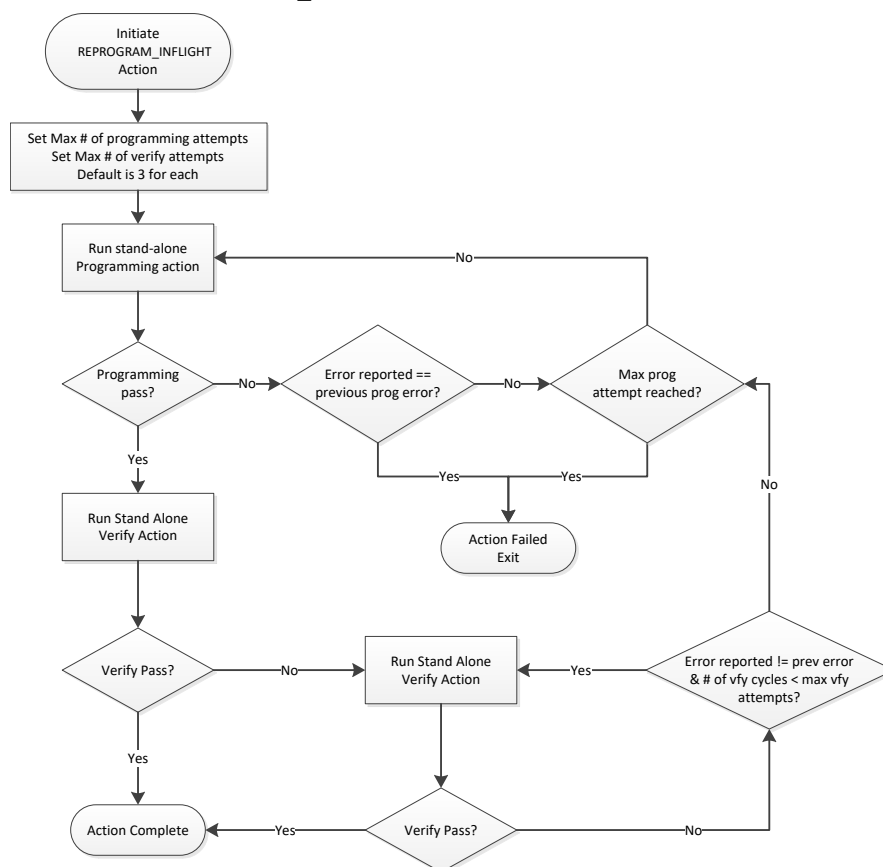 Initiate
REPROGRAM_INFLIGHT
Action
Set Max # of programming attempts
Set Max # of verify attempts
Default is 3 for each
Run stand-alone
Programming action
No
Programming
pass?
No
Error reported ==
previous prog error?
No
Max prog
attempt reached?
Yes
Yes
Yes
No
Run Stand Alone
Verify Action
Action Failed
Exit
Verify Pass?
No
Run Stand Alone
Verify Action
Yes
Error reported != prev error
& # of vfy cycles < max vfy
attempts?
Yes
Action Complete
Yes
Verify Pass?
No